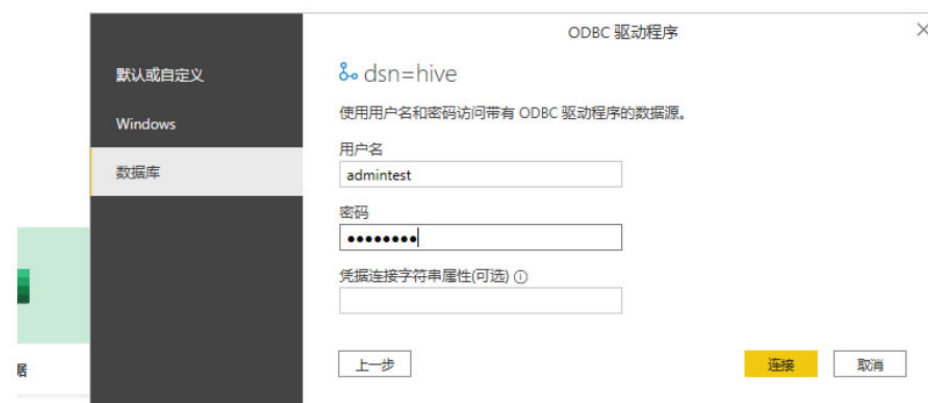 ODBC 驱动程序
默认或自定义
Windows
数据库
dsn=hive
使用用户名和密码访问带有 ODBC 驱动程序的数据源。
用户名
admintest
密码
••••••••
凭据连接字符串属性(可选)
上一步
连接
取消
据